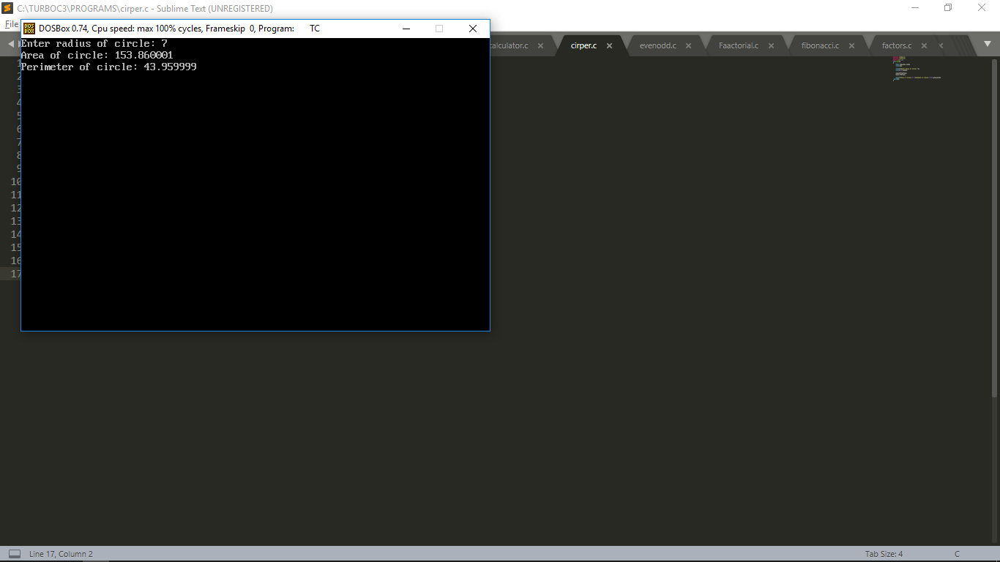 C:\TURBOC3\PROGRAMS\cirper.c - Sublime Text (UNREGISTERED)
File
DOS BOX
DOSBox 0.74, Cpu speed: max 100% cycles, Frameskip 0, Program: TC
Enter radius of circle: 7
Area of circle: 153.860001
Perimeter of circle: 43.959999
calculator.c
cirper.c
evenodd.c
Faactorial.c
fibonacci.c
factors.c
1
2
3
4
5
6
7
8
9
10
11
12
13
14
15
16
17
Line 17, Column 2
Tab Size: 4
C